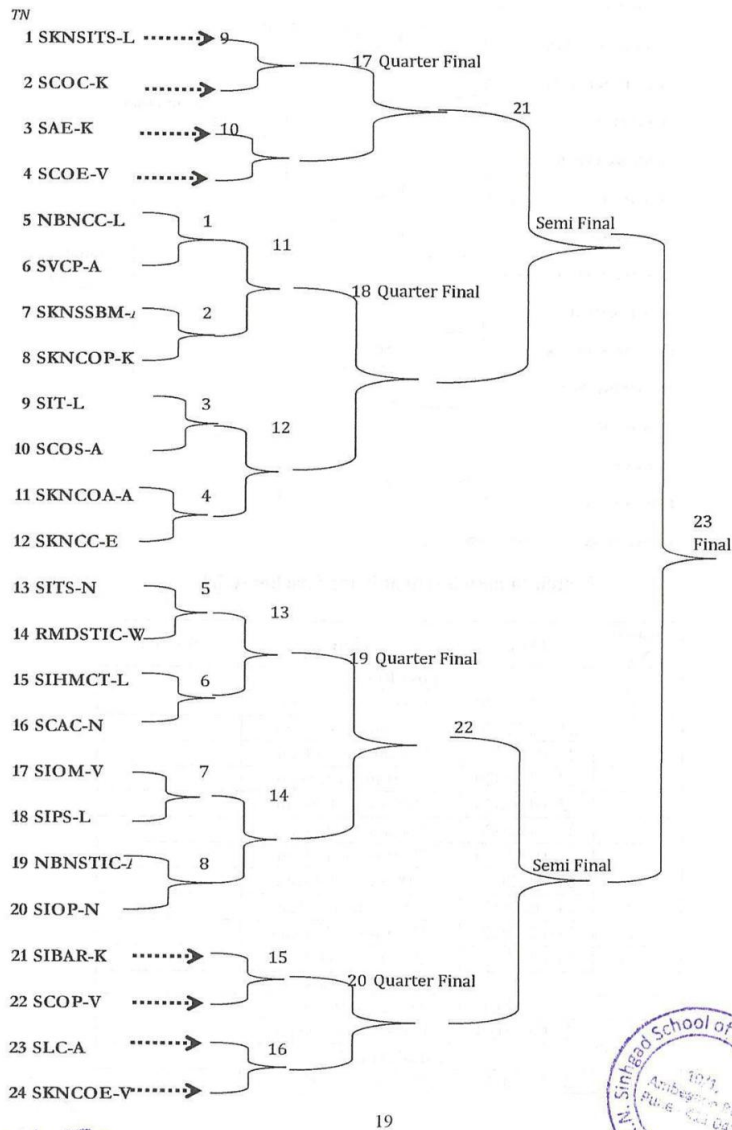 TN
1 SKNSITS-L 9
17 Quarter Final
2 SCOC-K
21
3 SAE-K 10
4 SCOE-V
5 NBNCC-L 1
Semi Final
11
6 SVCP-A
18 Quarter Final
7 SKNSSBM- 2
8 SKNCOP-K
9 SIT-L 3
12
10 SCOS-A
11 SKNCOA-A 4
23
Final
12 SKNCC-E
13 SITS-N 5
13
14 RMDSTIC-W
19 Quarter Final
15 SIHMCT-L 6
16 SCAC-N
22
17 SIOM-V 7
14
18 SIPS-L
19 NBNSTIC- 8
Semi Final
20 SIOP-N
21 SIBAR-K 15
20 Quarter Final
22 SCOP-V
23 SLC-A 16
24 SKNCOE-V
19
N. Sinhgad School of
10/1,